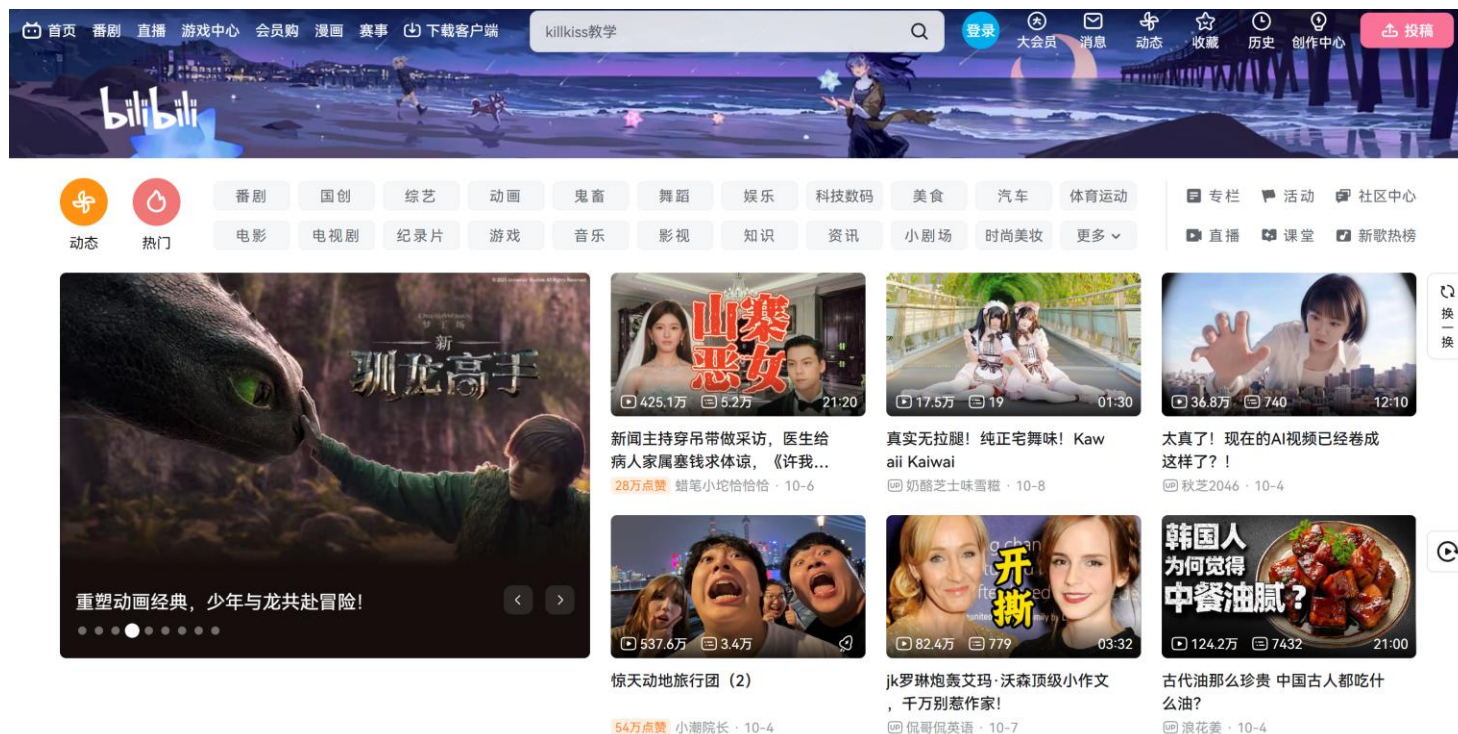 首页 番剧 直播 游戏中心 会员购 漫画 赛事 下载客户端 killkiss教学 登录 大会员 消息 动态 收藏 历史 创作中心 投稿
bilibili
番剧 国创 综艺 动画 鬼畜 舞蹈 娱乐 科技数码 美食 汽车 体育运动 专栏 活动 社区中心
动态 热门
电影 电视剧 纪录片 游戏 音乐 影视 知识 资讯 小剧场 时尚美妆 更多 直播 课堂 新歌热榜
梦工场
新
驯龙高手
重塑动画经典，少年与龙共赴冒险！
山寨
恶女
425.1万 5.2万 21:20
新闻主持穿吊带做采访，医生给
病人家属塞钱求体谅，《许我...
28万点赞 蜡笔小坨恰恰恰 · 10-6
17.5万 19 01:30
真实无拉腿！纯正宅舞味！Kaw
aii Kaiwai
UP 奶酪芝士味雪糍 · 10-8
36.8万 740 12:10
太真了！现在的AI视频已经卷成
这样了？！
UP 秋芝2046 · 10-4
换
一
换
537.6万 3.4万
惊天动地旅行团（2）
54万点赞 小潮院长 · 10-4
开
撕
82.4万 779 03:32
jk罗琳炮轰艾玛·沃森顶级小作文
，千万别惹作家！
UP 侃哥侃英语 · 10-7
韩国人
为何觉得
中餐油腻？
124.2万 7432 21:00
古代油那么珍贵 中国古人都吃什
么油？
UP 浪花姜 · 10-4